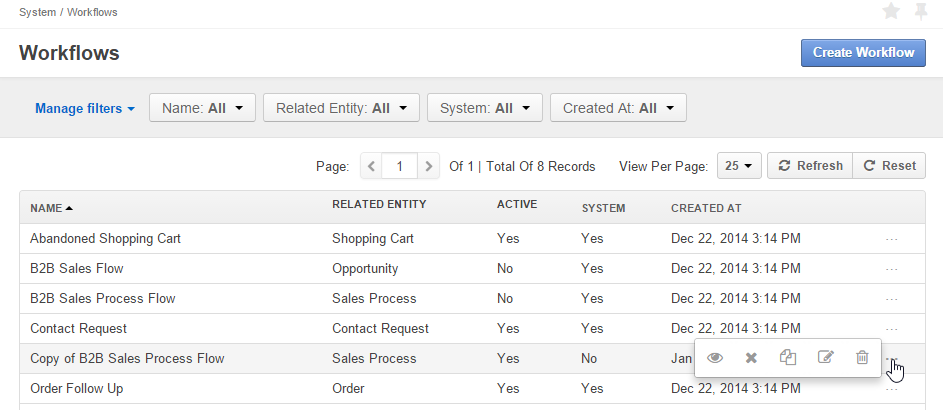 System / Workflows
Workflows
Create Workflow
Manage filters Name: All Related Entity: All System: All Created At: All
Page: 1 Of 1 | Total Of 8 Records View Per Page: 25 Refresh Reset
NAME RELATED ENTITY ACTIVE SYSTEM CREATED AT
Abandoned Shopping Cart Shopping Cart Yes Yes Dec 22, 2014 3:14 PM ...
B2B Sales Flow Opportunity No Yes Dec 22, 2014 3:14 PM ...
B2B Sales Process Flow Sales Process No Yes Dec 22, 2014 3:14 PM ...
Contact Request Contact Request Yes Yes Dec 22, 2014 3:14 PM ...
Copy of B2B Sales Process Flow Sales Process Yes No Jan ...
Order Follow Up Order Yes Yes Dec 22, 2014 3:14 PM ...